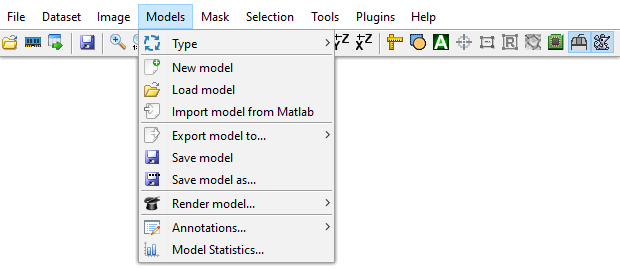 File Dataset Image Models Mask Selection Tools Plugins Help
Type
New model
Load model
Import model from Matlab
Export model to...
Save model
Save model as...
Render model...
Annotations...
Model Statistics...